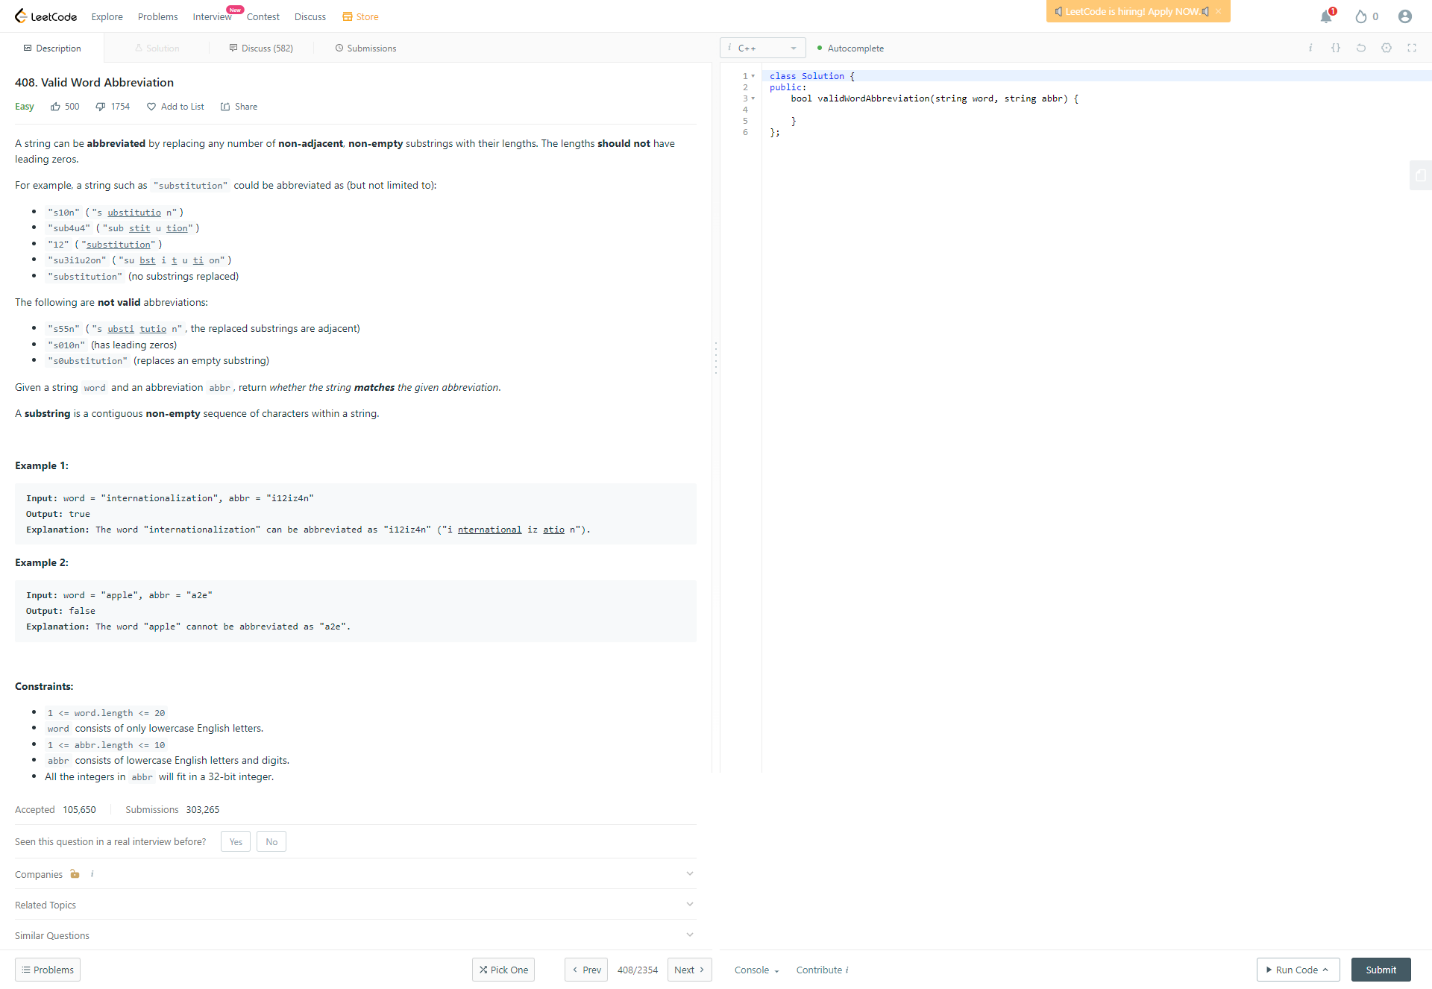 LeetCode Explore Problems Interview New Contest Discuss Store LeetCode is hiring! Apply NOW. × 1 0
Description Solution Discuss (582) Submissions i C++ Autocomplete i {}
408. Valid Word Abbreviation
Easy 500 1754 Add to List Share
A string can be abbreviated by replacing any number of non-adjacent, non-empty substrings with their lengths. The lengths should not have
leading zeros.
For example, a string such as "substitution" could be abbreviated as (but not limited to):
• "s10n" ("s ubstitutio n")
• "sub4u4" ("sub stit u tion")
• "12" ("substitution")
• "su3i1u2on" ("su bst i t u ti on")
• "substitution" (no substrings replaced)
The following are not valid abbreviations:
• "s55n" ("s ubsti tutio n", the replaced substrings are adjacent)
• "s010n" (has leading zeros)
• "s0ubstitution" (replaces an empty substring)
Given a string word and an abbreviation abbr, return whether the string matches the given abbreviation.
A substring is a contiguous non-empty sequence of characters within a string.
Example 1:
Input: word = "internationalization", abbr = "i12iz4n"
Output: true
Explanation: The word "internationalization" can be abbreviated as "i12iz4n" ("i nternational iz atio n").
Example 2:
Input: word = "apple", abbr = "a2e"
Output: false
Explanation: The word "apple" cannot be abbreviated as "a2e".
Constraints:
• 1 <= word.length <= 20
• word consists of only lowercase English letters.
• 1 <= abbr.length <= 10
• abbr consists of lowercase English letters and digits.
• All the integers in abbr will fit in a 32-bit integer.
Accepted 105,650 Submissions 303,265
Seen this question in a real interview before? Yes No
Companies i
Related Topics
Similar Questions
Problems Pick One Prev 408/2354 Next
1 class Solution {
2 public:
3 bool validWordAbbreviation(string word, string abbr) {
4
5 }
6 };
Console Contribute i Run Code Submit